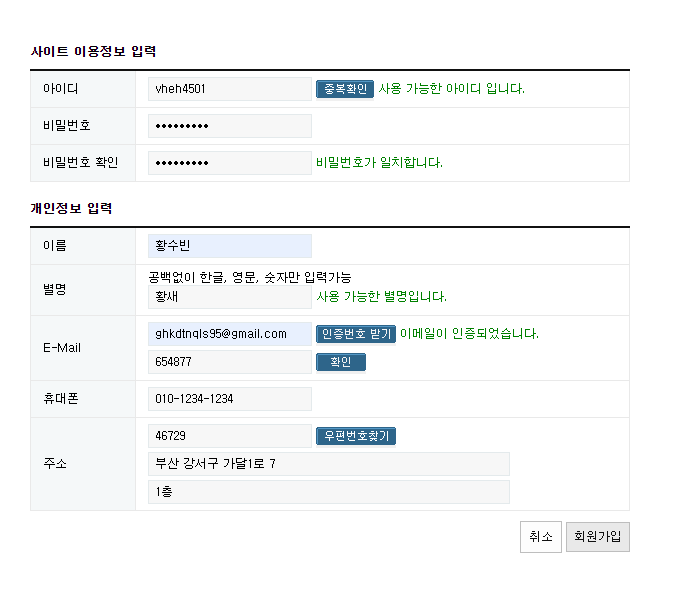 사이트 이용정보 입력
아이디 vheh4501 중복확인 사용 가능한 아이디 입니다.
비밀번호 •••••••••
비밀번호 확인 ••••••••• 비밀번호가 일치합니다.
개인정보 입력
이름 황수빈
공백없이 한글, 영문, 숫자만 입력가능
별명 황새 사용 가능한 별명입니다.
E-Mail ghkdtnqls95@gmail.com 인증번호 받기 이메일이 인증되었습니다.
654877 확인
휴대폰 010-1234-1234
46729 우편번호찾기
주소 부산 강서구 가달1로 7
1층
취소 회원가입